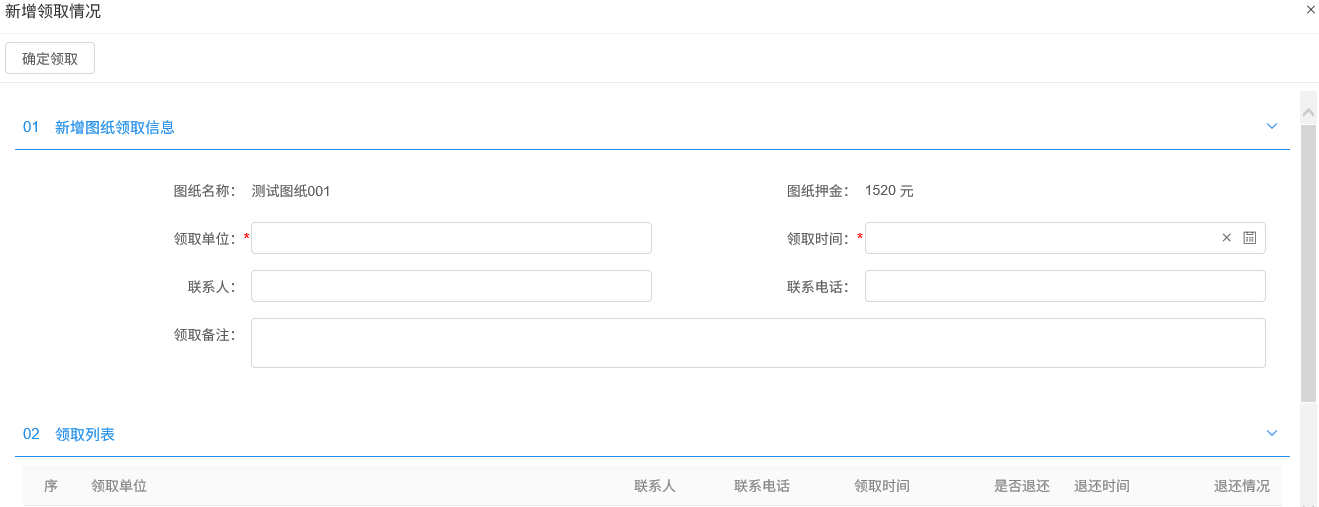 新增领取情况
确定领取
01 新增图纸领取信息
图纸名称： 测试图纸001 图纸押金： 1520 元
领取单位：* 领取时间：*
联系人： 联系电话：
领取备注：
02 领取列表
序 领取单位 联系人 联系电话 领取时间 是否退还 退还时间 退还情况